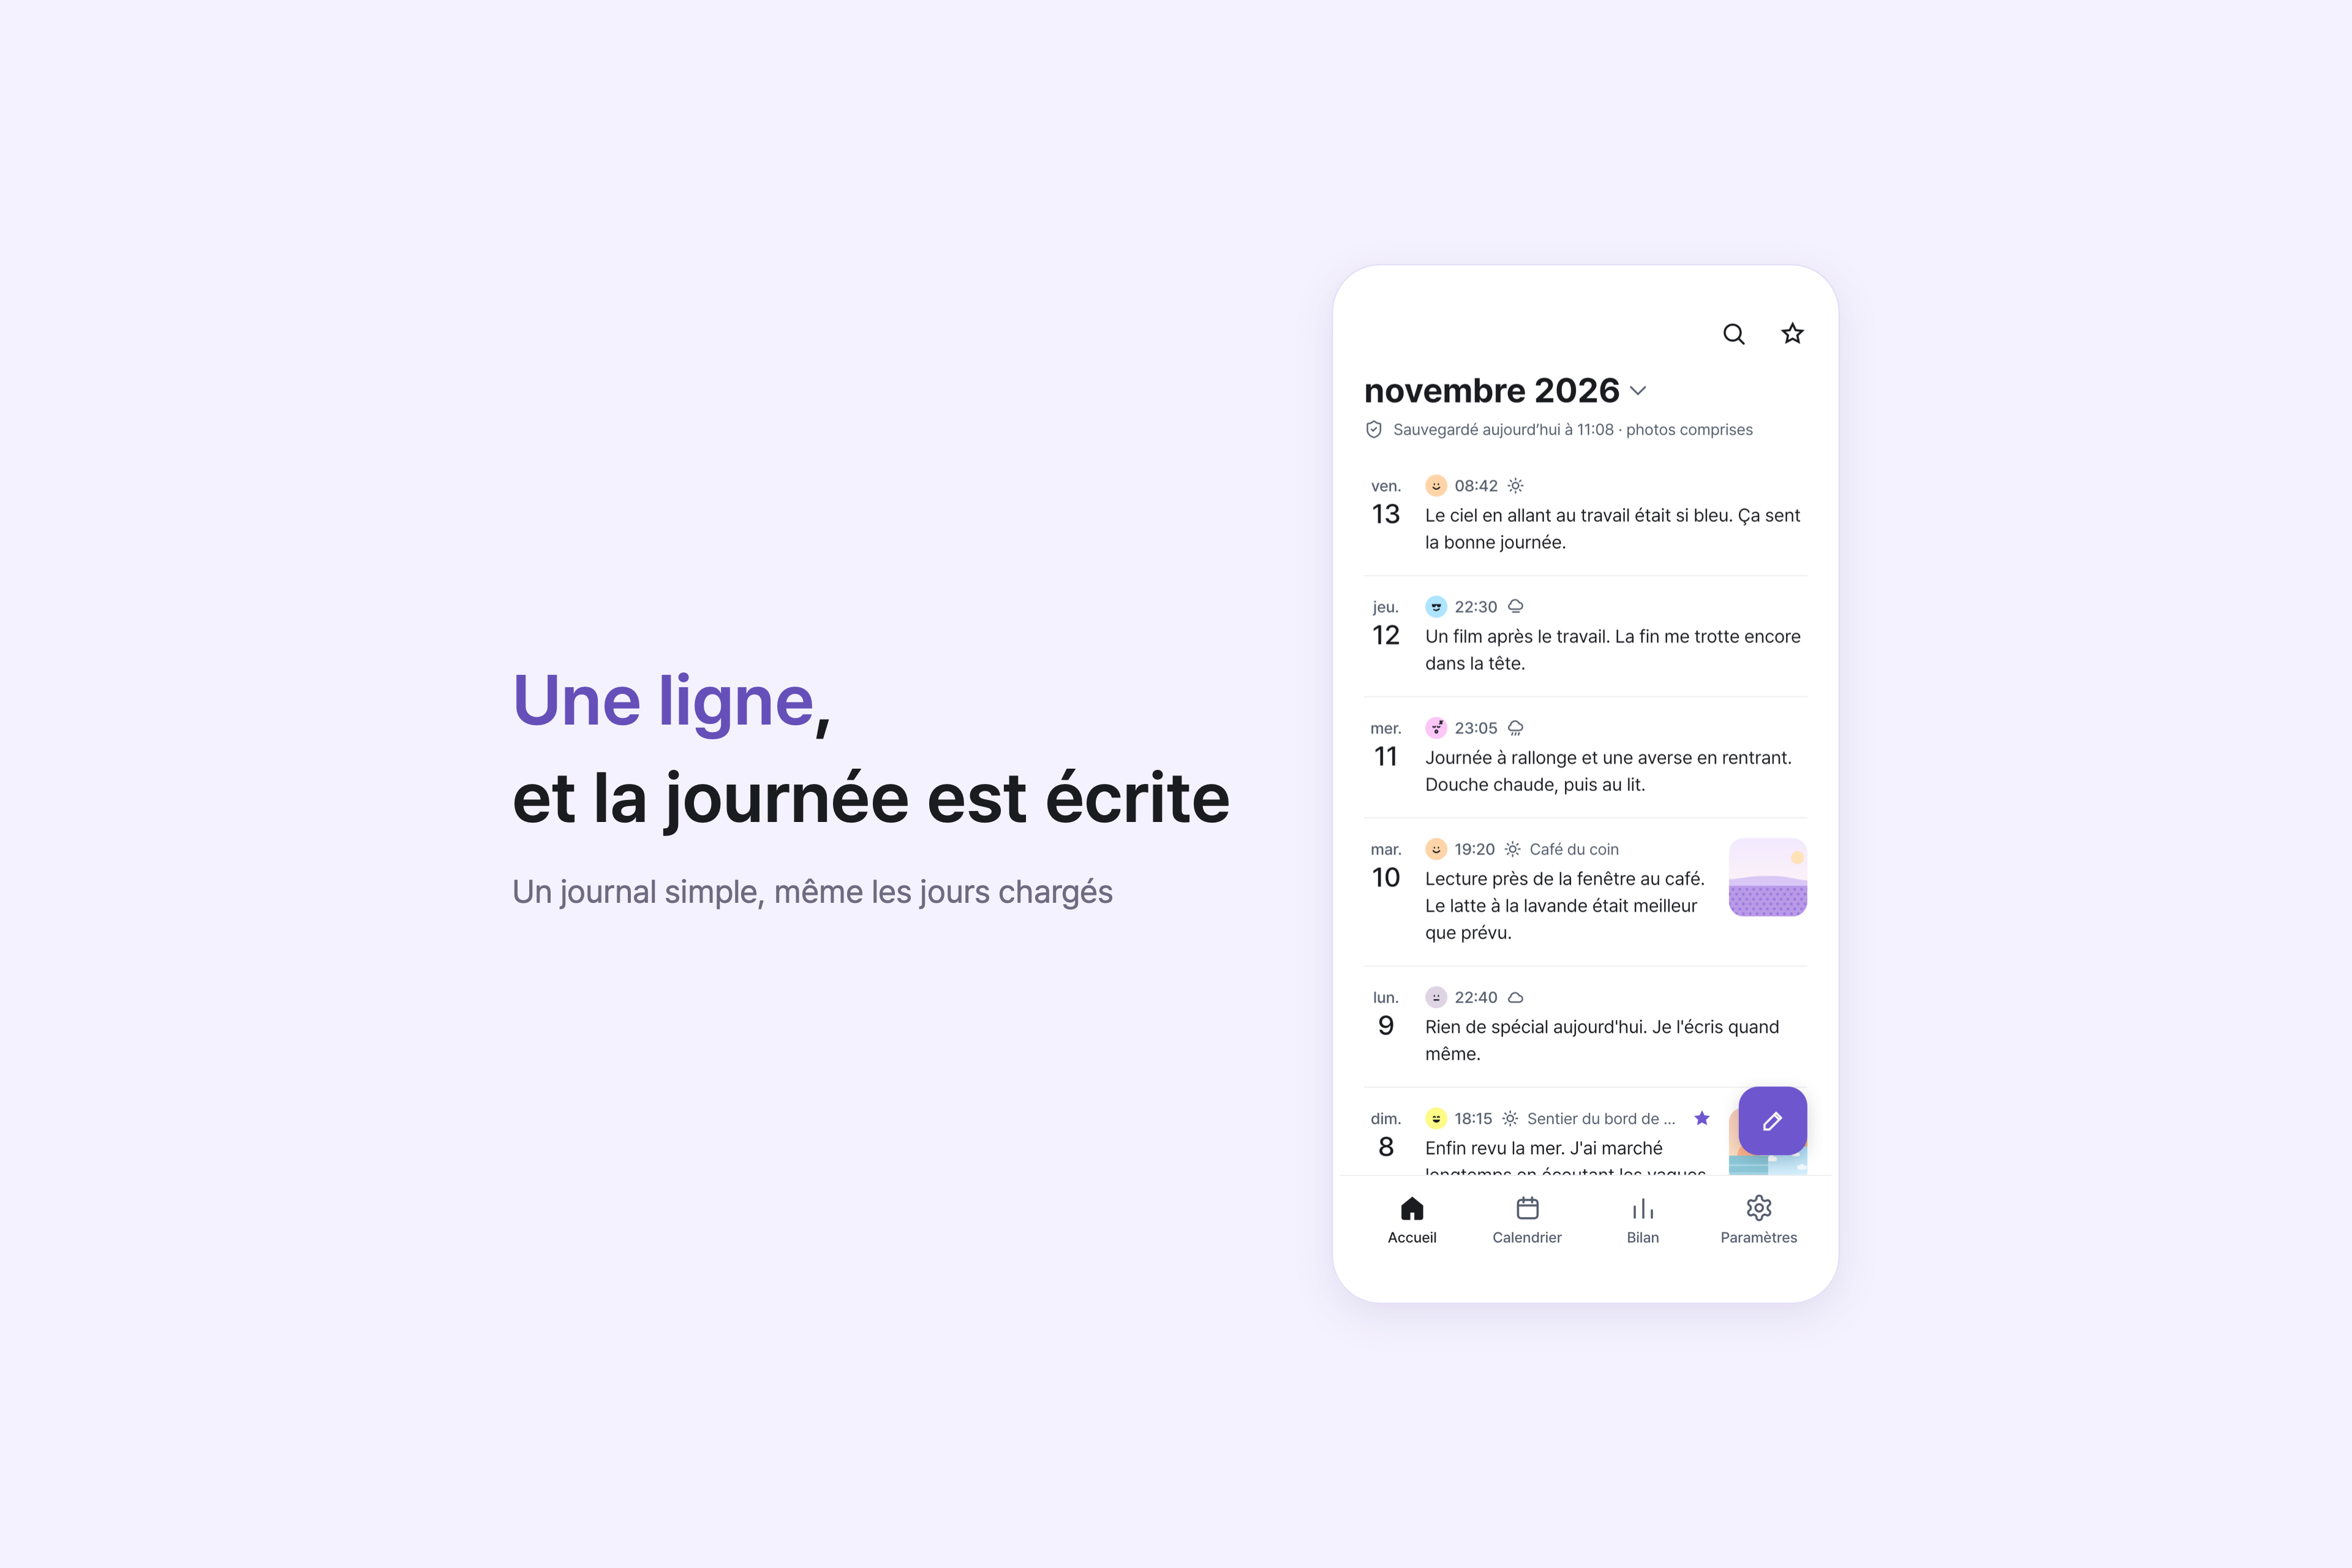 Une ligne,
et la journée est écrite
Un journal simple, même les jours chargés
novembre 2026
Sauvegardé aujourd’hui à 11:08 · photos comprises
ven.
13
08:42
Le ciel en allant au travail était si bleu. Ça sent
la bonne journée.
jeu.
12
22:30
Un film après le travail. La fin me trotte encore
dans la tête.
mer.
11
23:05
Journée à rallonge et une averse en rentrant.
Douche chaude, puis au lit.
mar.
10
19:20 Café du coin
Lecture près de la fenêtre au café.
Le latte à la lavande était meilleur
que prévu.
lun.
9
22:40
Rien de spécial aujourd'hui. Je l'écris quand
même.
dim.
8
18:15 Sentier du bord de ...
Enfin revu la mer. J'ai marché
longtemps en écoutant les vagues
Accueil
Calendrier
Bilan
Paramètres